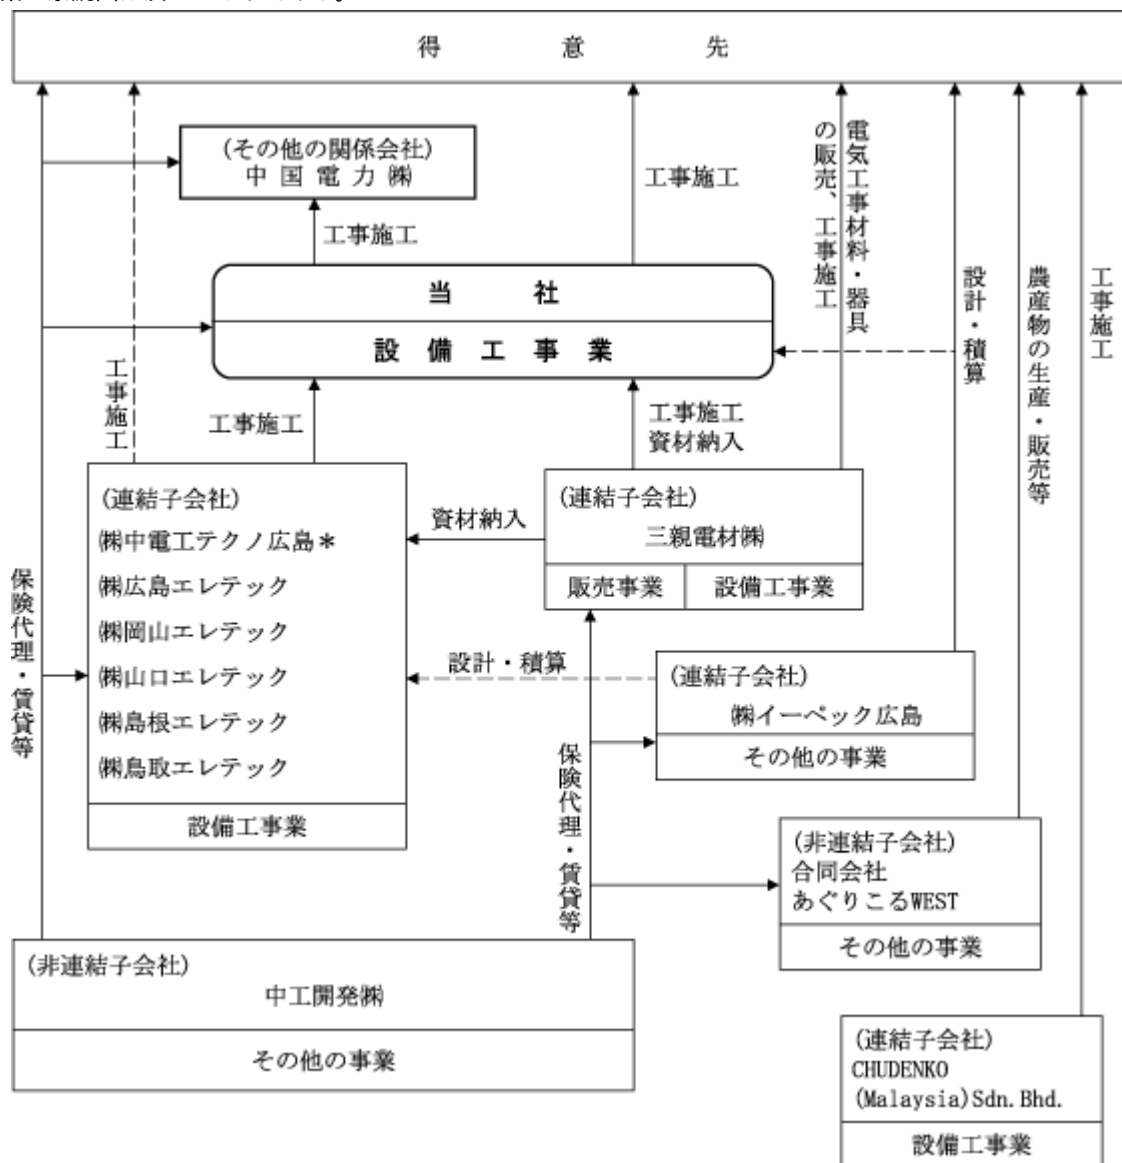 得意先
(その他の関係会社)
中国電力㈱
工事施工
工事施工
電気工事材料・器具
の販売、工事施工
設計・積算
農産物の生産・販売等
工事施工
当社
設備工事業
工事施工
工事施工
工事施工
資材納入
(連結子会社)
㈱中電工テクノ広島*
㈱広島エレテック
㈱岡山エレテック
㈱山口エレテック
㈱島根エレテック
㈱鳥取エレテック
設備工事業
資材納入
(連結子会社)
三親電材㈱
販売事業
設備工事業
保険代理・賃貸等
設計・積算
(連結子会社)
㈱イーペック広島
その他の事業
保険代理・賃貸等
(非連結子会社)
合同会社
あぐりこるWEST
その他の事業
(非連結子会社)
中工開発㈱
その他の事業
(連結子会社)
CHUDENKO
(Malaysia)Sdn.Bhd.
設備工事業